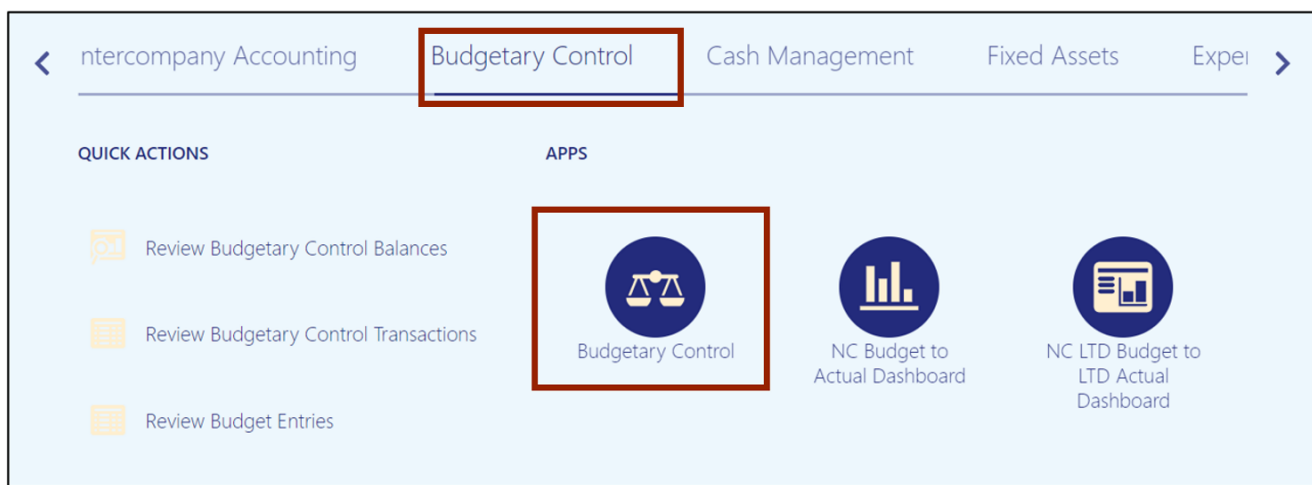 ntercompany Accounting Budgetary Control Cash Management Fixed Assets Exper
QUICK ACTIONS APPS
Review Budgetary Control Balances
Review Budgetary Control Transactions
Review Budget Entries
Budgetary Control
NC Budget to
Actual Dashboard
NC LTD Budget to
LTD Actual
Dashboard